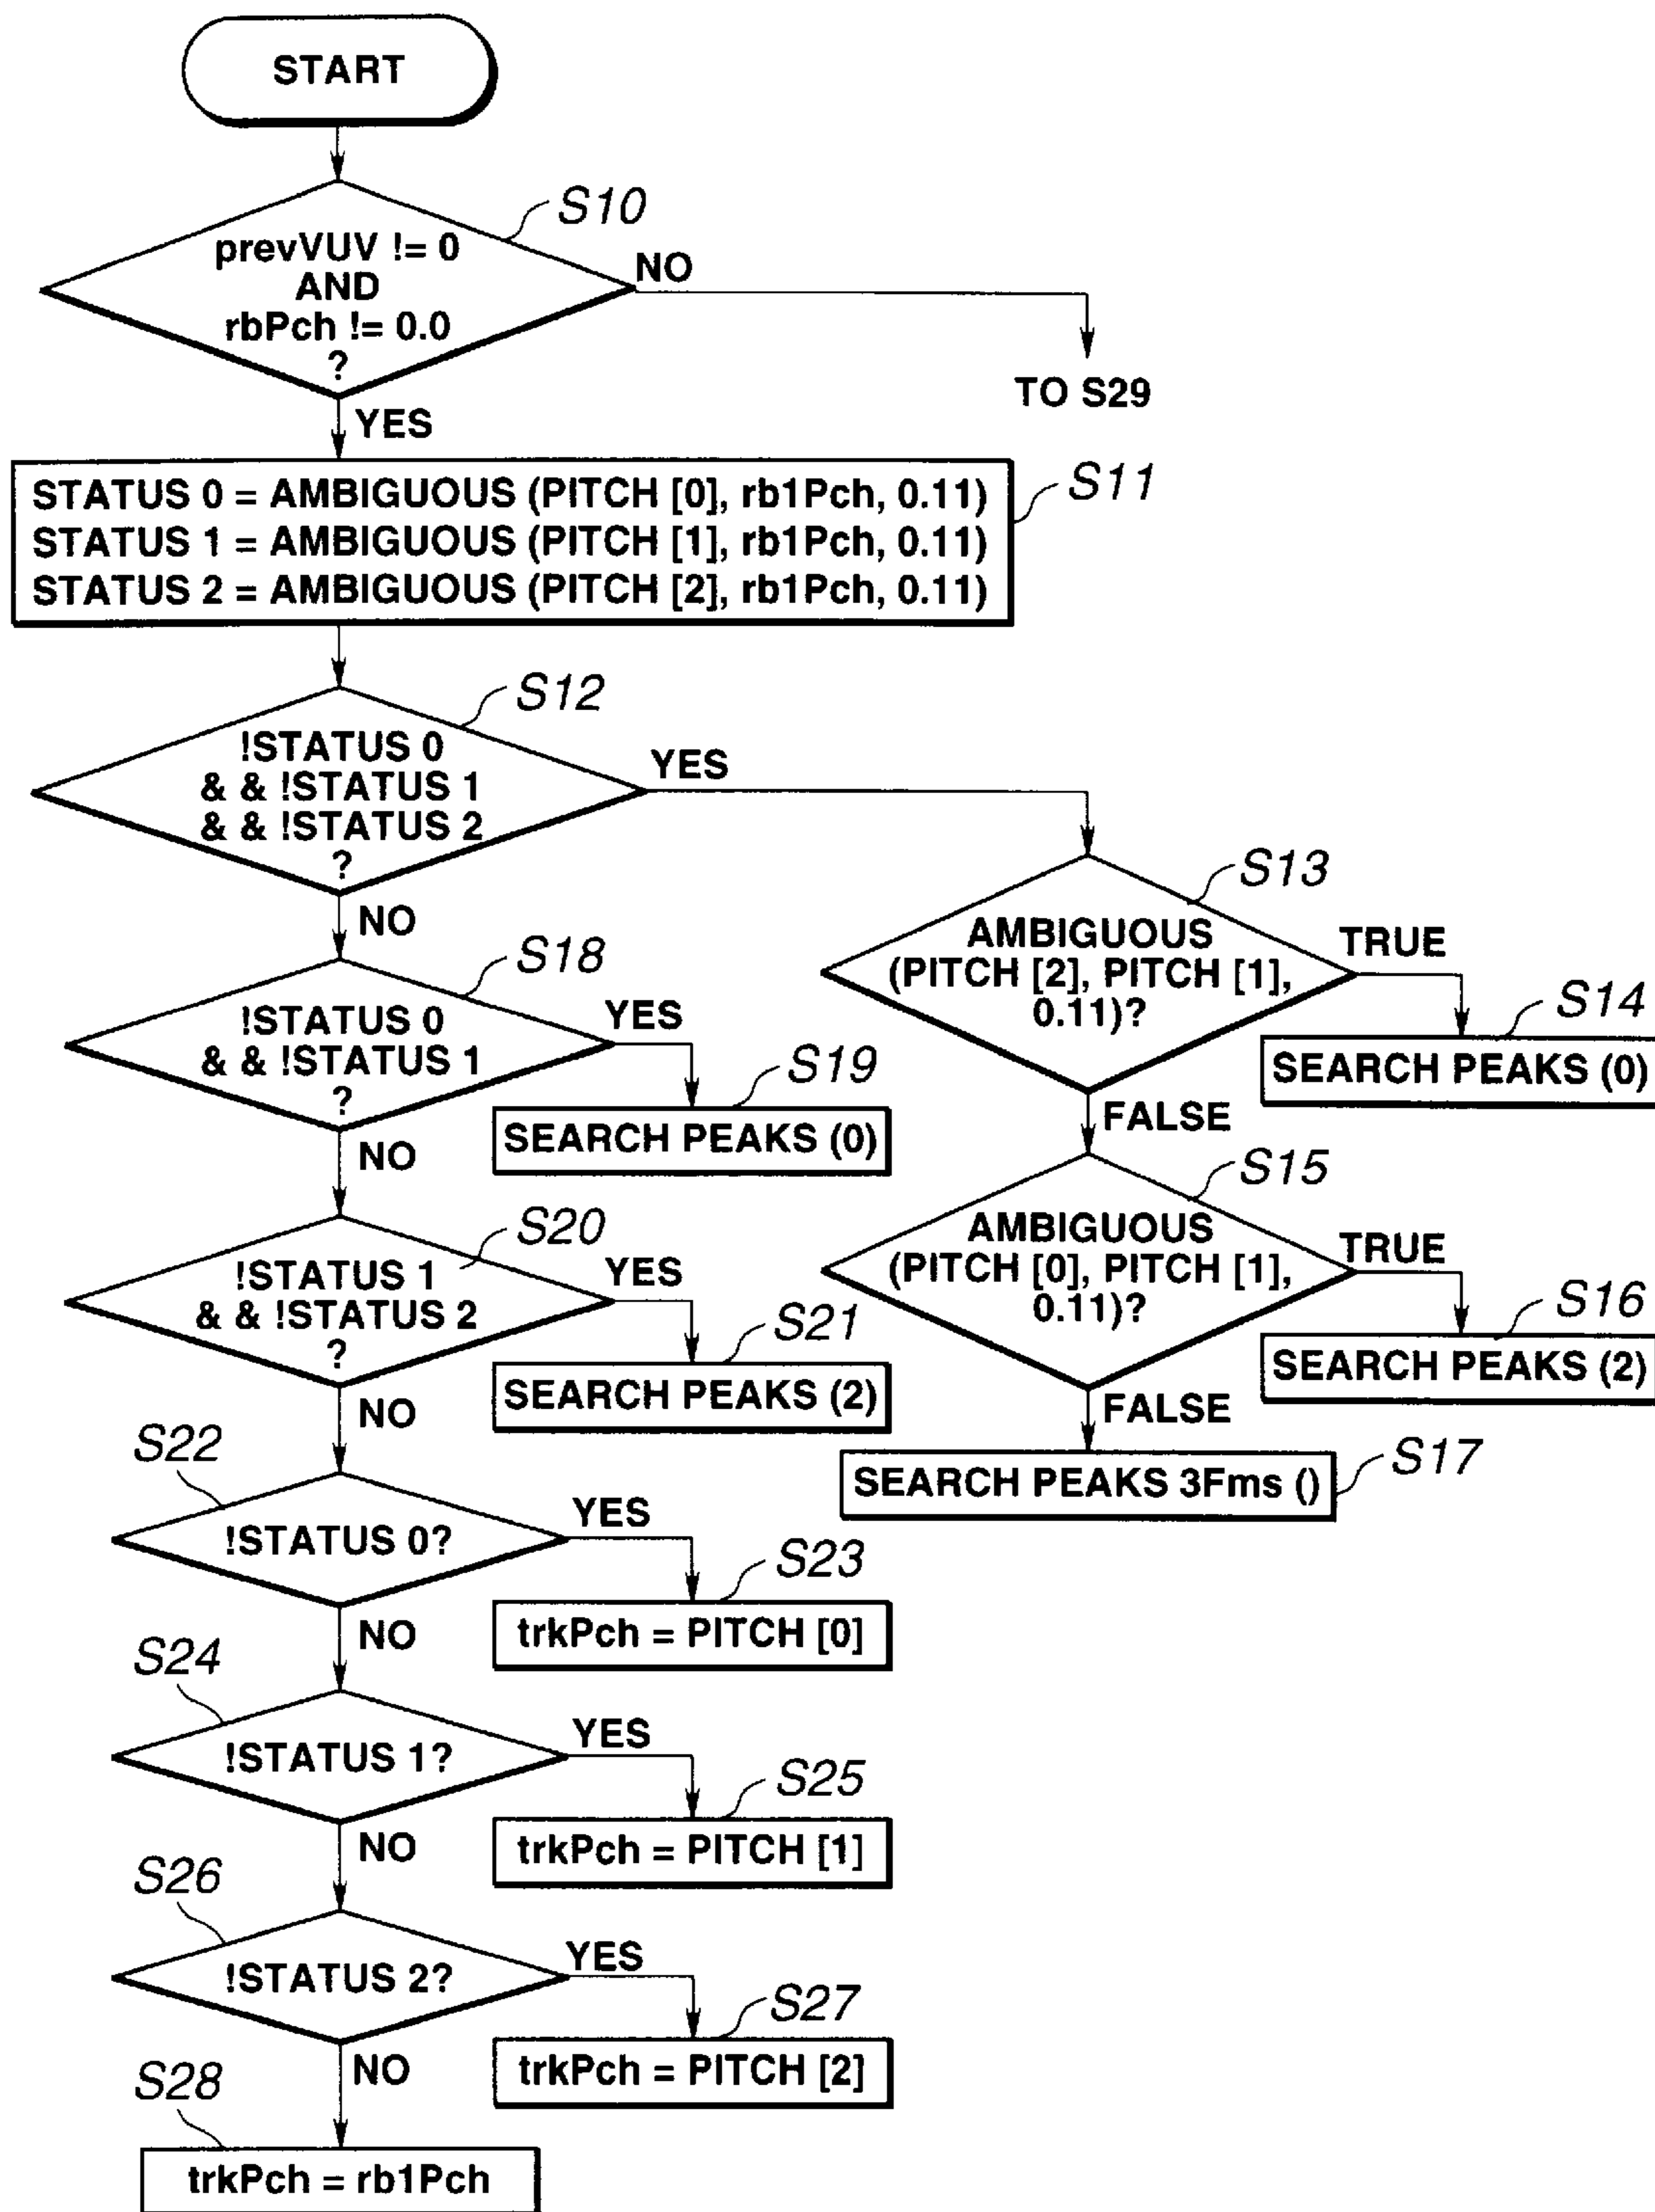 START
S10
prevVUV != 0
AND
rbPch != 0.0
?
NO
TO S29
YES
S11
STATUS 0 = AMBIGUOUS (PITCH [0], rb1Pch, 0.11)
STATUS 1 = AMBIGUOUS (PITCH [1], rb1Pch, 0.11)
STATUS 2 = AMBIGUOUS (PITCH [2], rb1Pch, 0.11)
S12
!STATUS 0
& & !STATUS 1
& & !STATUS 2
?
YES
NO
S13
AMBIGUOUS
(PITCH [2], PITCH [1],
0.11)?
TRUE
S14
SEARCH PEAKS (0)
FALSE
S15
AMBIGUOUS
(PITCH [0], PITCH [1],
0.11)?
TRUE
S16
SEARCH PEAKS (2)
FALSE
S17
SEARCH PEAKS 3Fms ()
S18
!STATUS 0
& & !STATUS 1
?
YES
S19
SEARCH PEAKS (0)
NO
S20
!STATUS 1
& & !STATUS 2
?
YES
S21
SEARCH PEAKS (2)
NO
S22
!STATUS 0?
YES
S23
trkPch = PITCH [0]
NO
S24
!STATUS 1?
YES
S25
trkPch = PITCH [1]
NO
S26
!STATUS 2?
YES
S27
trkPch = PITCH [2]
NO
S28
trkPch = rb1Pch